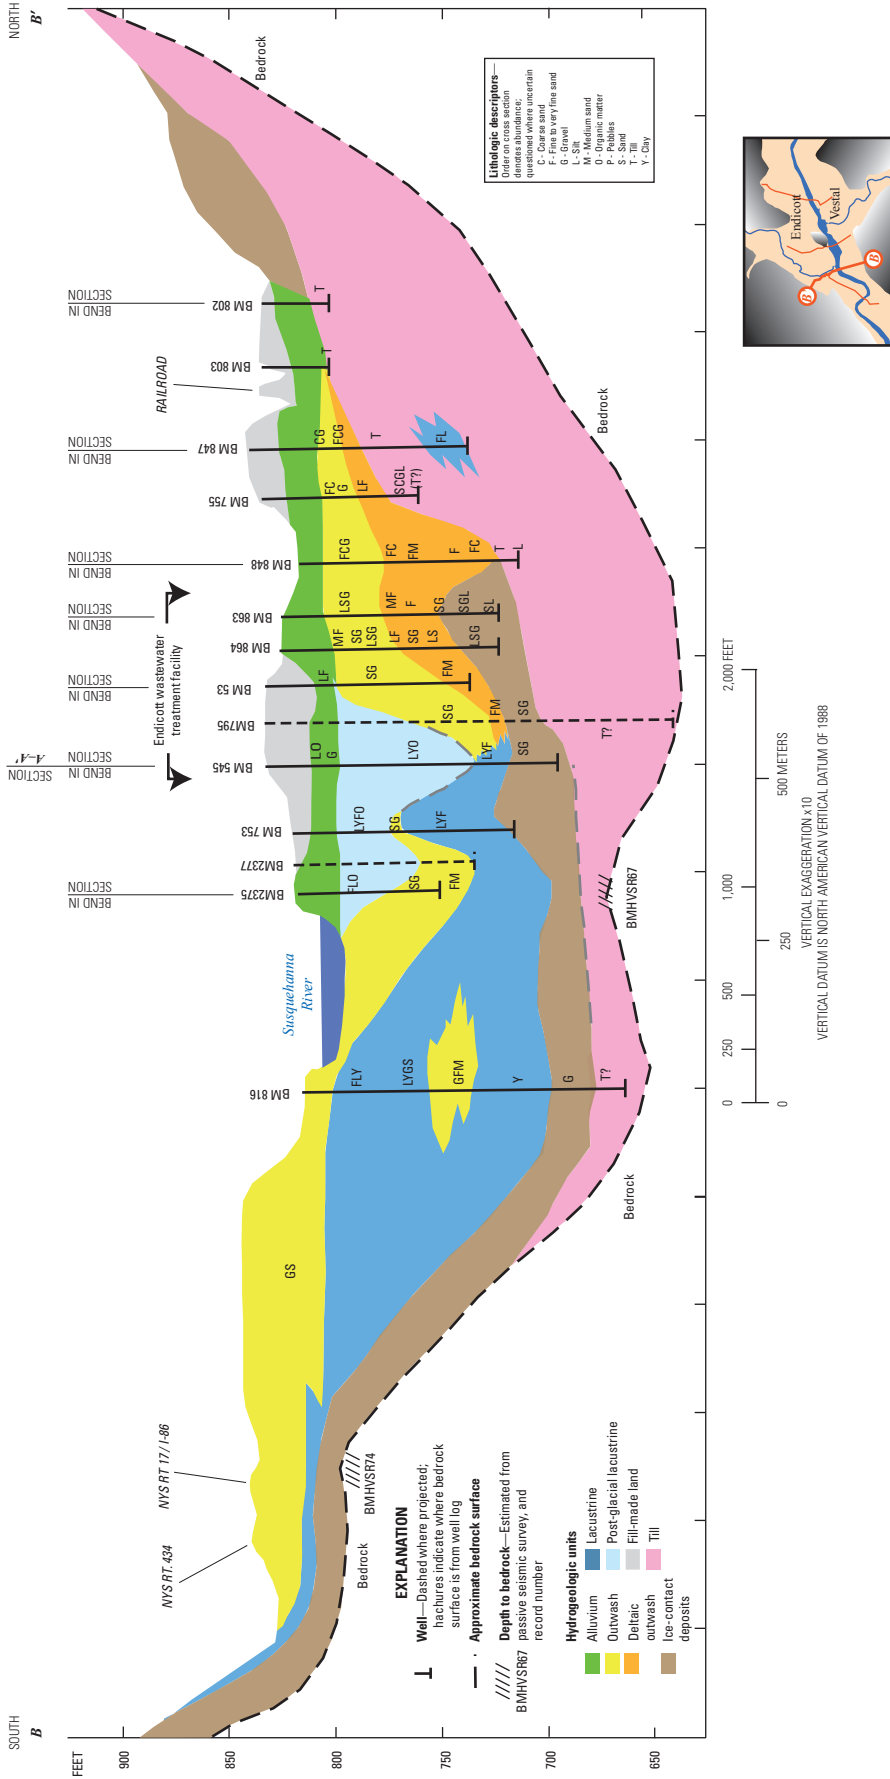 SOUTH
B
NORTH
B′
FEET
900
850
800
750
700
650
NYS RT. 434
NYS RT 17 / I-86
Susquehanna
River
SECTION
A–A′
Endicott wastewater
treatment facility
RAILROAD
BEND IN
SECTION
BEND IN
SECTION
BEND IN
SECTION
BEND IN
SECTION
BEND IN
SECTION
BEND IN
SECTION
BEND IN
SECTION
BEND IN
SECTION
BM 816
BM2375
BM2377
BM 753
BM 545
BM795
BM 53
BM 864
BM 863
BM 848
BM 755
BM 847
BM 803
BM 802
GS
FLY
LYGS
GFM
Y
G
T?
FLO
SG
FM
LYFO
SG
LYF
LO
G
LYO
LYF
SG
SG
FM
SG
T?
LF
SG
FM
MF
SG
LSG
LF
SG
LS
LSG
LSG
MF
F
SG
SGL
SL
FCG
FC
FM
F
FC
T
L
FC
G
LF
SCGL
(T?)
CG
FCG
T
FL
T
T
Bedrock
Bedrock
Bedrock
Bedrock
BMHVSR74
BMHVSR67
EXPLANATION
Well—Dashed where projected;
hachures indicate where bedrock
surface is from well log
Approximate bedrock surface
Depth to bedrock—Estimated from
passive seismic survey, and
record number
BMHVSR67
Hydrogeologic units
Alluvium
Outwash
Deltaic
outwash
Ice-contact
deposits
Lacustrine
Post-glacial lacustrine
Fill-made land
Till
0
250
500
1,000
2,000 FEET
0
250
500 METERS
VERTICAL EXAGGERATION x10
VERTICAL DATUM IS NORTH AMERICAN VERTICAL DATUM OF 1988
Lithologic descriptors—
Order on cross section
denotes abundance;
questioned where uncertain
C - Coarse sand
F - Fine to very fine sand
G - Gravel
L - Silt
M - Medium sand
O - Organic matter
P - Pebbles
S - Sand
T - Till
Y - Clay
Endicott
Vestal
B′
B